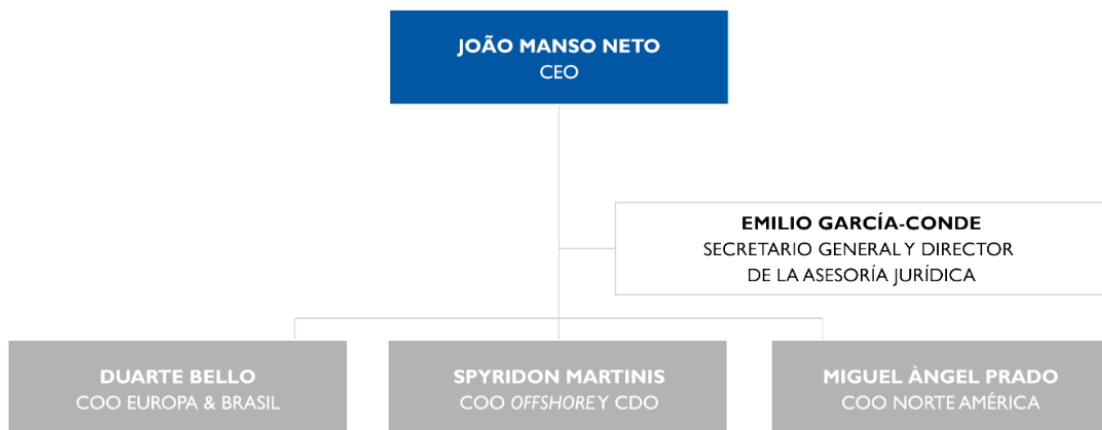 JOÃO MANSO NETO
CEO
EMILIO GARCÍA-CONDE
SECRETARIO GENERAL Y DIRECTOR
DE LA ASESORÍA JURÍDICA
DUARTE BELLO
COO EUROPA & BRASIL
SPYRIDON MARTINIS
COO OFFSHORE Y CDO
MIGUEL ÀNGEL PRADO
COO NORTE AMÉRICA